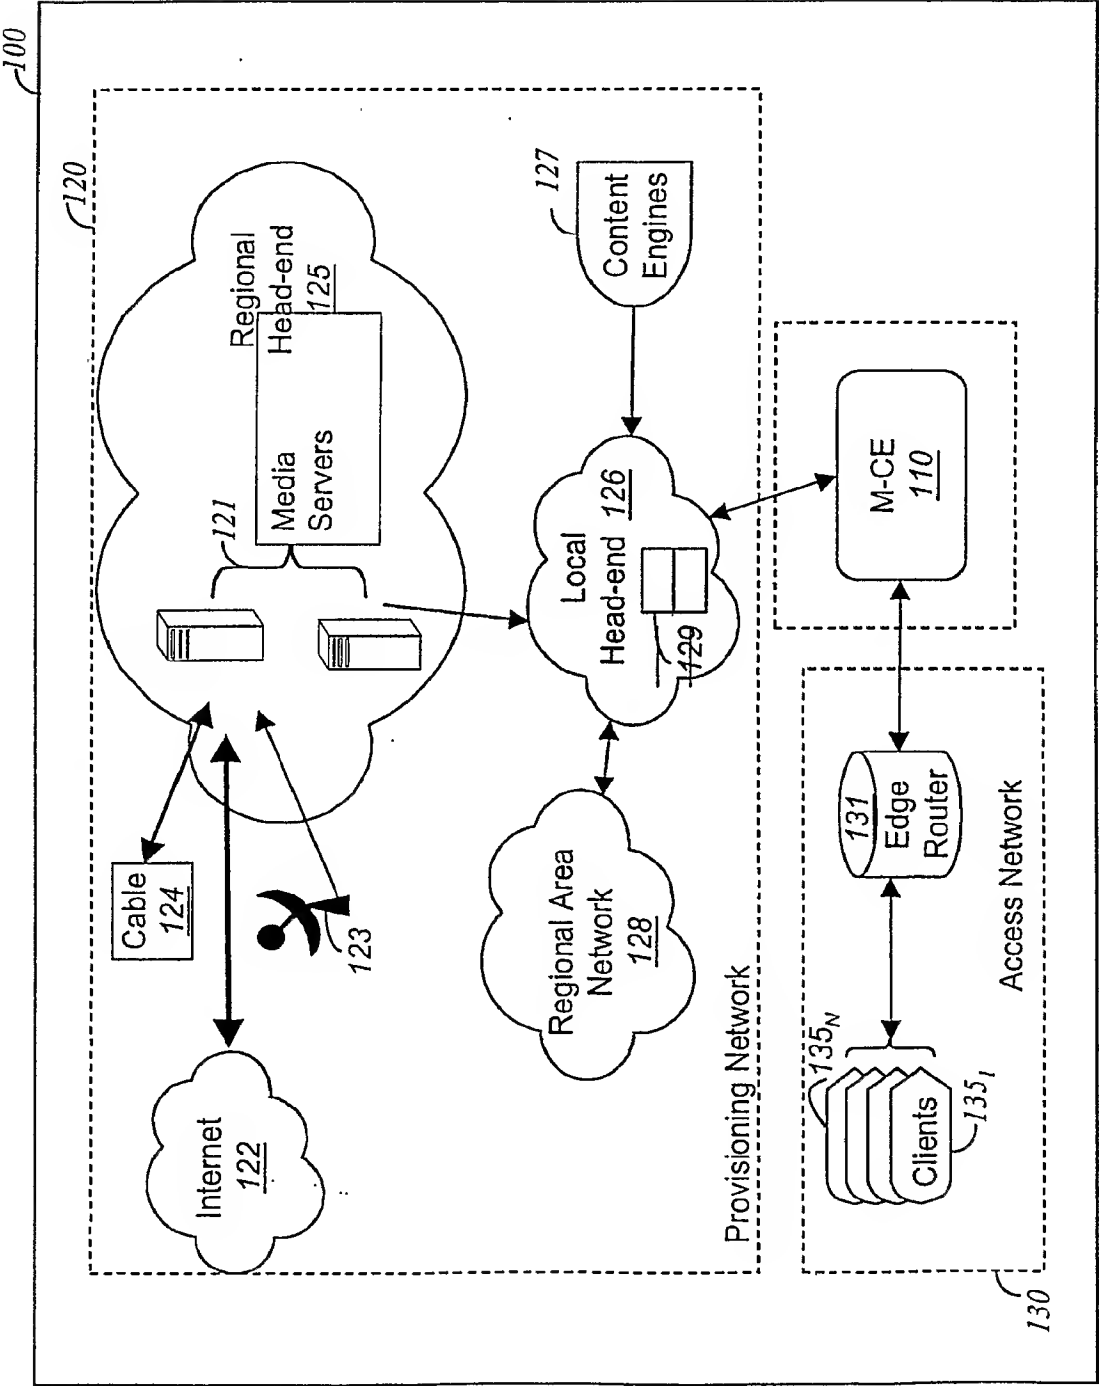 100
120
Internet
122
Cable
124
123
121
Media
Servers
Regional
Head-end
125
Regional Area
Network
128
Local
Head-end
126
129
127
Content
Engines
Provisioning Network
135N
Clients
1351
131
Edge
Router
M-CE
110
Access Network
130